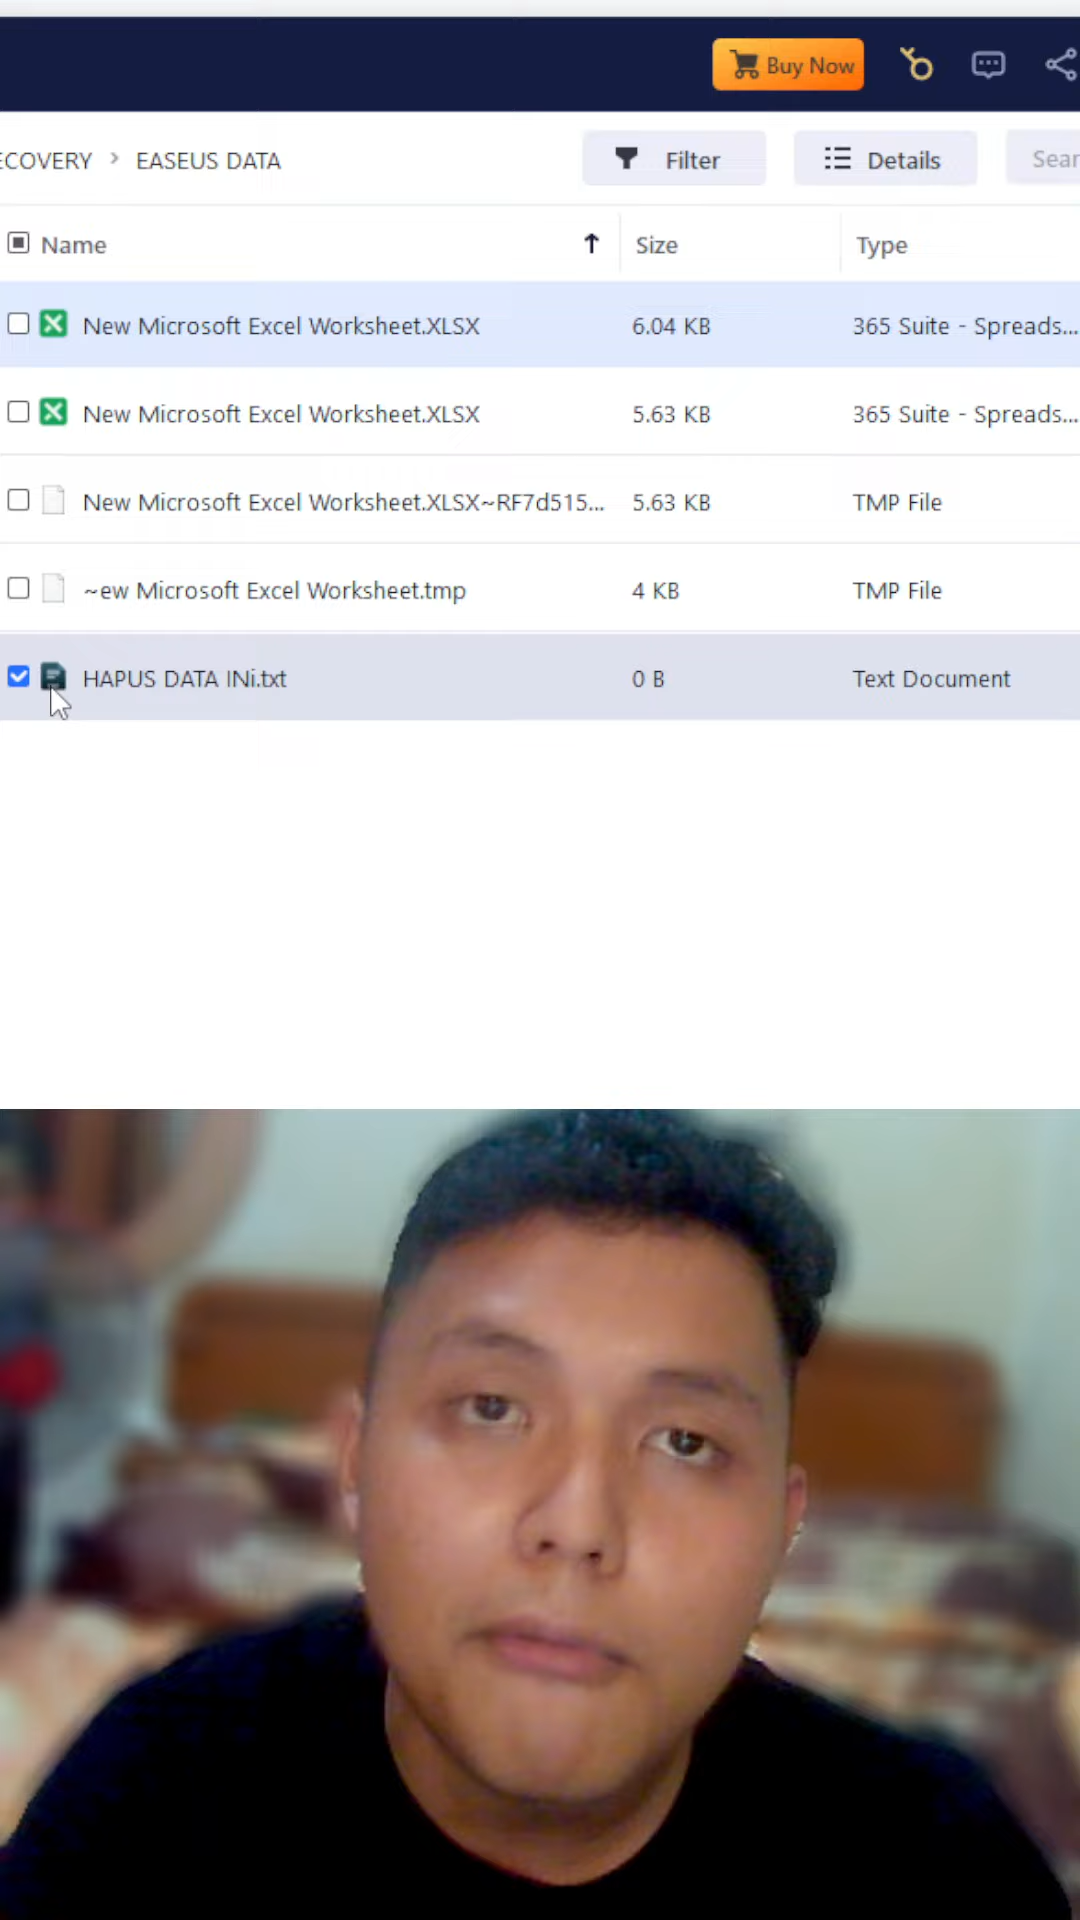 Buy Now
ECOVERY > EASEUS DATA
Filter
Details
Sear
Name
Size
Type
New Microsoft Excel Worksheet.XLSX 6.04 KB 365 Suite - Spreads...
New Microsoft Excel Worksheet.XLSX 5.63 KB 365 Suite - Spreads...
New Microsoft Excel Worksheet.XLSX~RF7d515... 5.63 KB TMP File
~ew Microsoft Excel Worksheet.tmp 4 KB TMP File
HAPUS DATA INi.txt 0 B Text Document